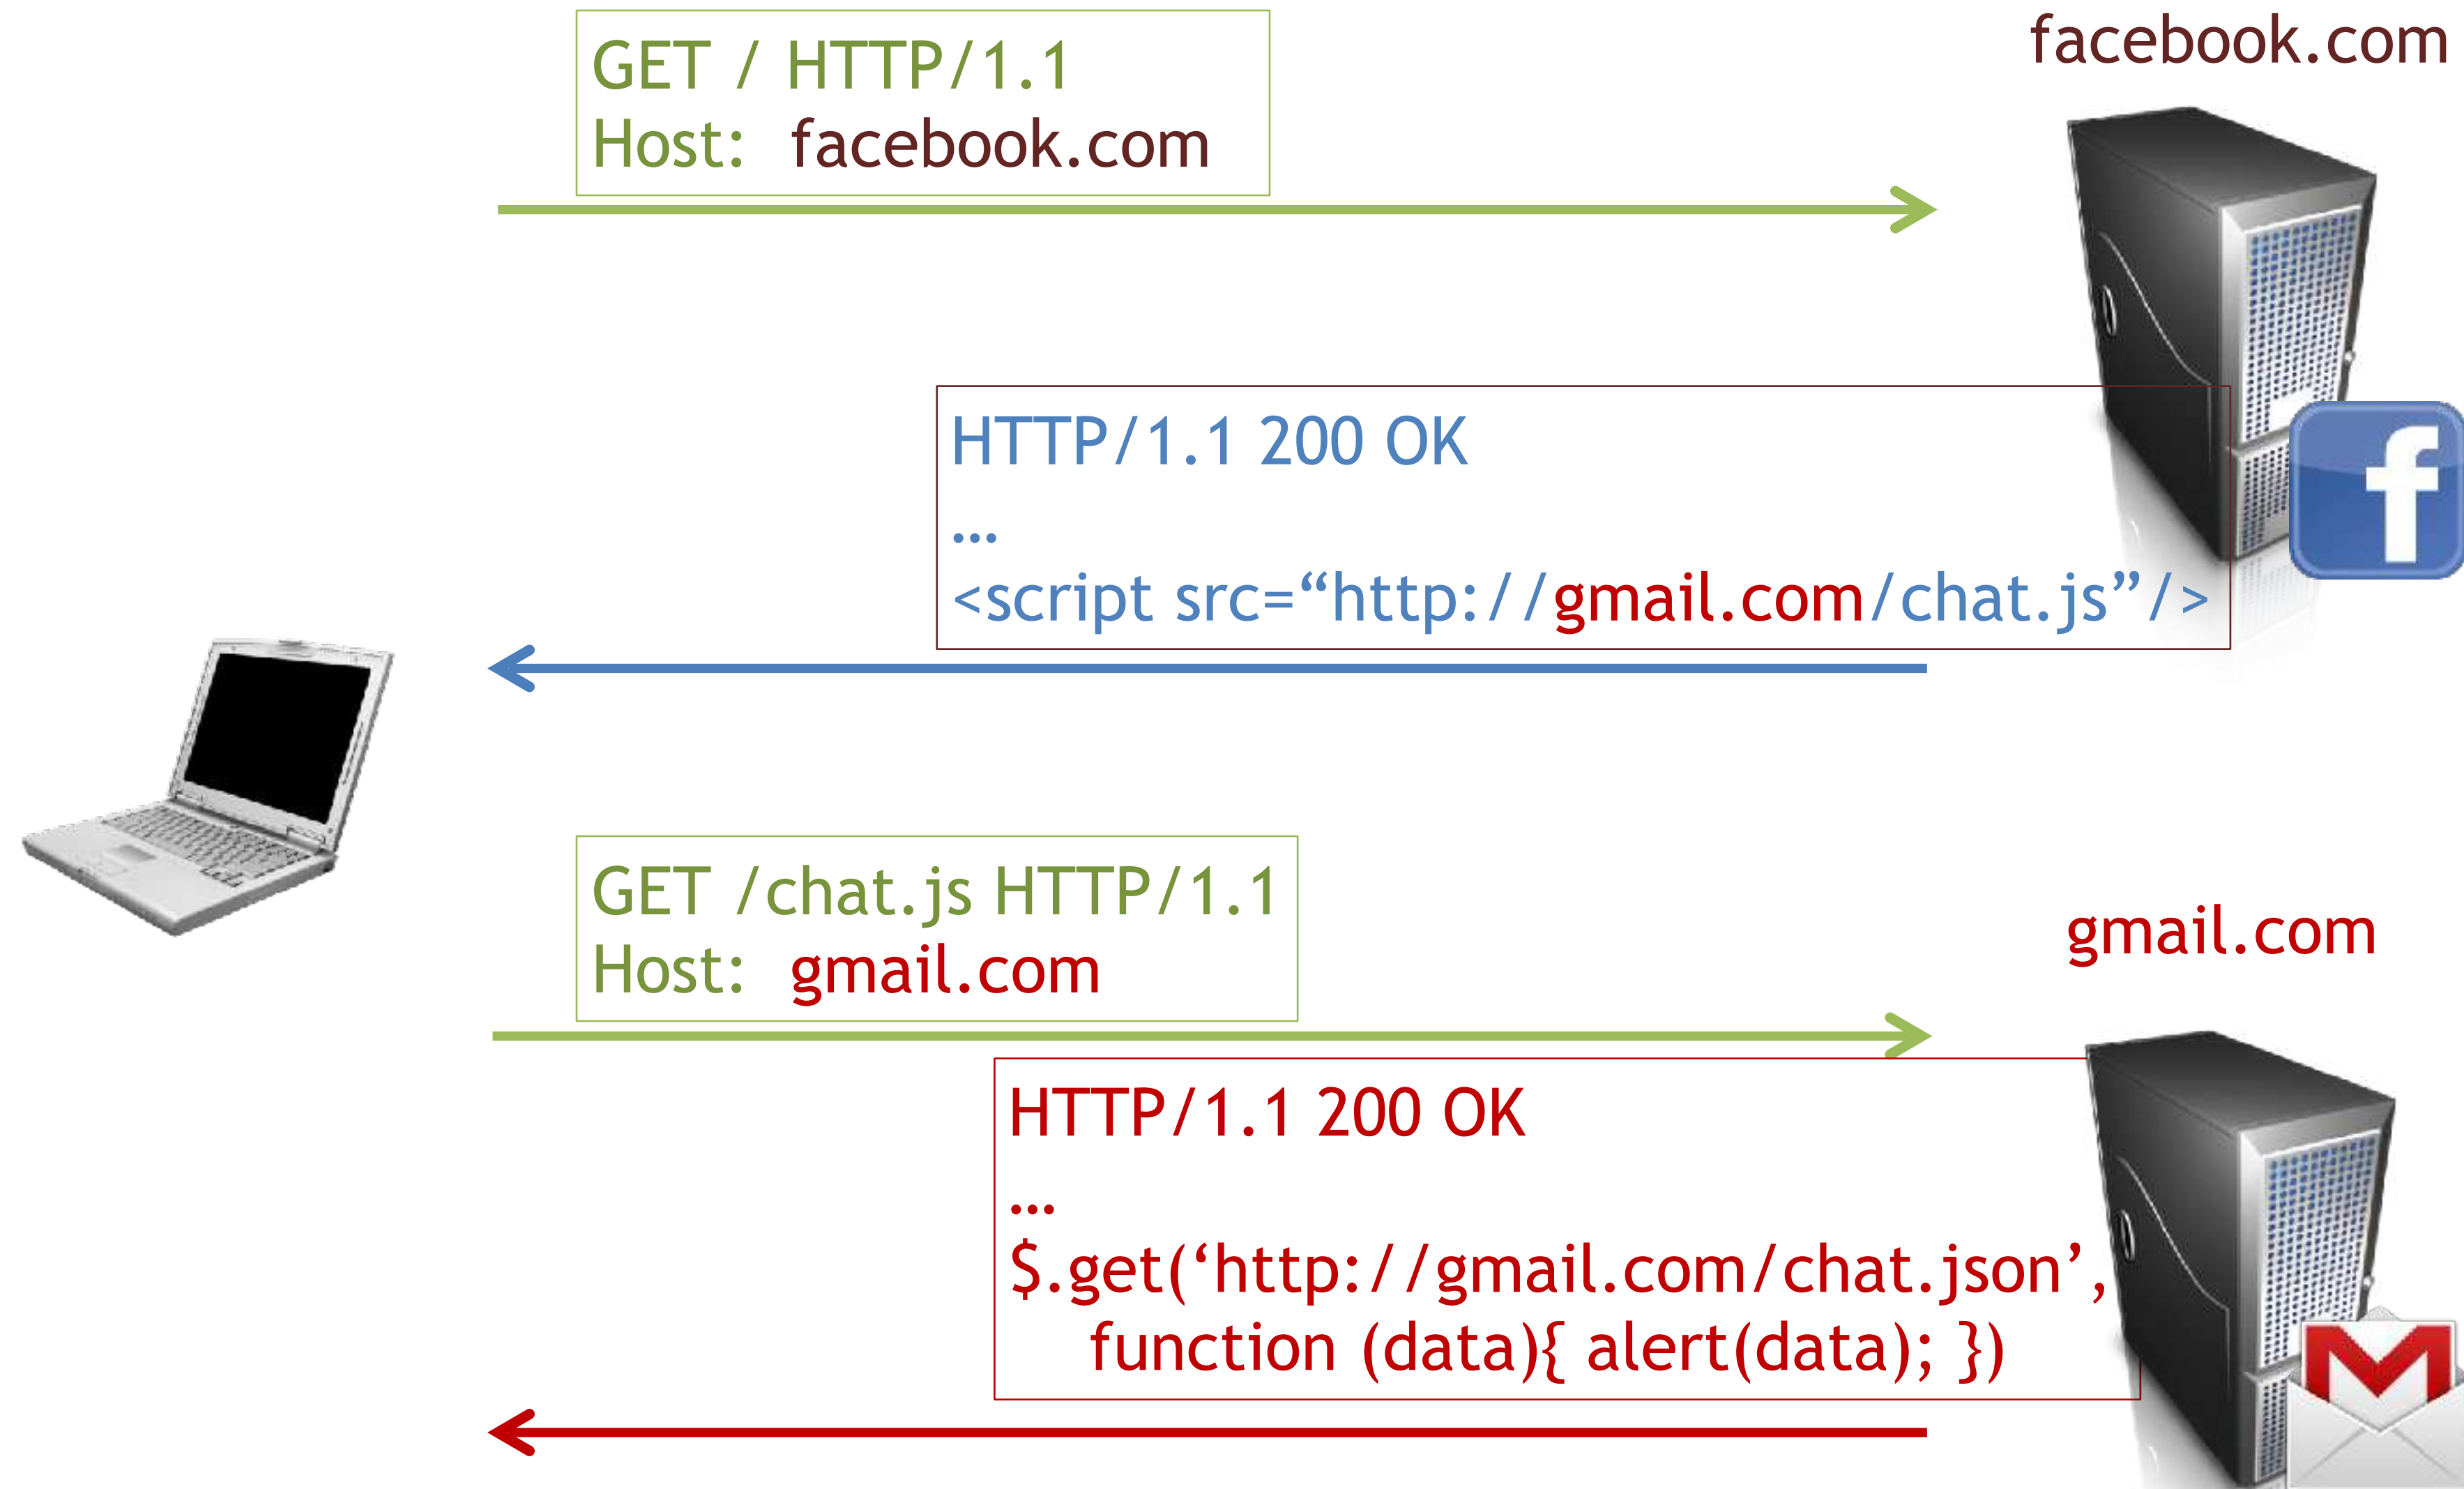 facebook.com
GET / HTTP/1.1
Host: facebook.com
HTTP/1.1 200 OK
…
<script src=“http://gmail.com/chat.js”/>
f
GET /chat.js HTTP/1.1
Host: gmail.com
gmail.com
HTTP/1.1 200 OK
…
$.get(‘http://gmail.com/chat.json’,
function (data){ alert(data); })
M